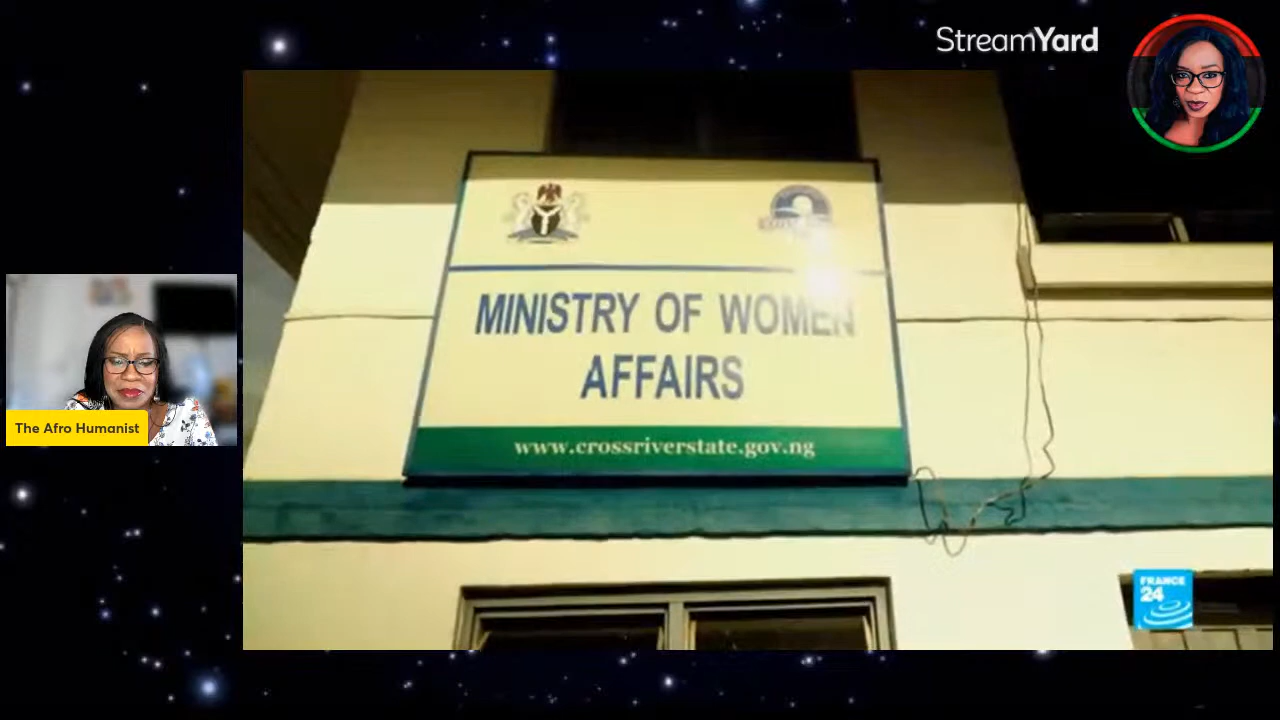 StreamYard
MINISTRY OF WOMEN
AFFAIRS
www.crossriverstate.gov.ng
The Afro Humanist
FRANCE
24